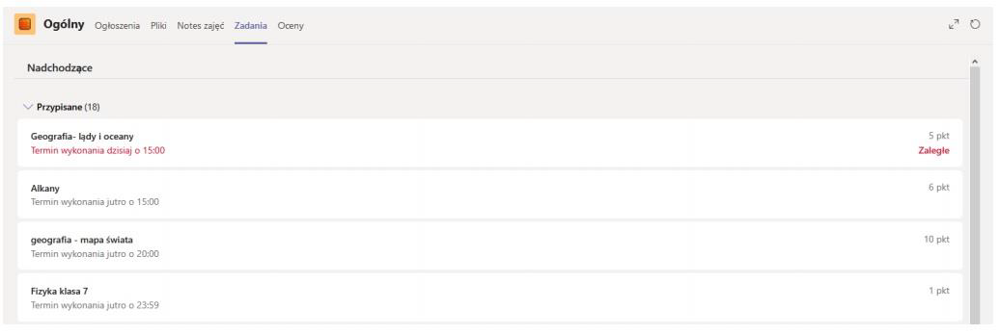 Ogólny Ogłoszenia Pliki Notes zajęć Zadania Oceny
Nadchodzące
Przypisane (18)
Geografia- lądy i oceany 5 pkt
Termin wykonania dzisiaj o 15:00 Zaległe
Alkany 6 pkt
Termin wykonania jutro o 15:00
geografia - mapa świata 10 pkt
Termin wykonania jutro o 20:00
Fizyka klasa 7 1 pkt
Termin wykonania jutro o 23:59